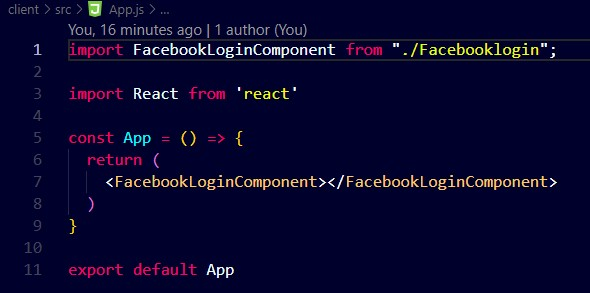 client > src > App.js > ...
You, 16 minutes ago | 1 author (You)
1 import FacebookLoginComponent from "./Facebooklogin";
2
3 import React from 'react'
4
5 const App = () => {
6 return (
7 <FacebookLoginComponent></FacebookLoginComponent>
8 )
9 }
10
11 export default App